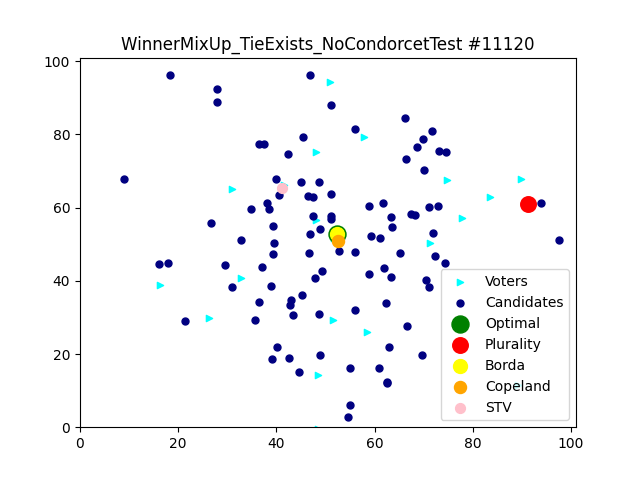 WinnerMixUp_TieExists_NoCondorcetTest #11120
100
80
60
40
20
0
0
20
40
60
80
100
Voters
Candidates
Optimal
Plurality
Borda
Copeland
STV